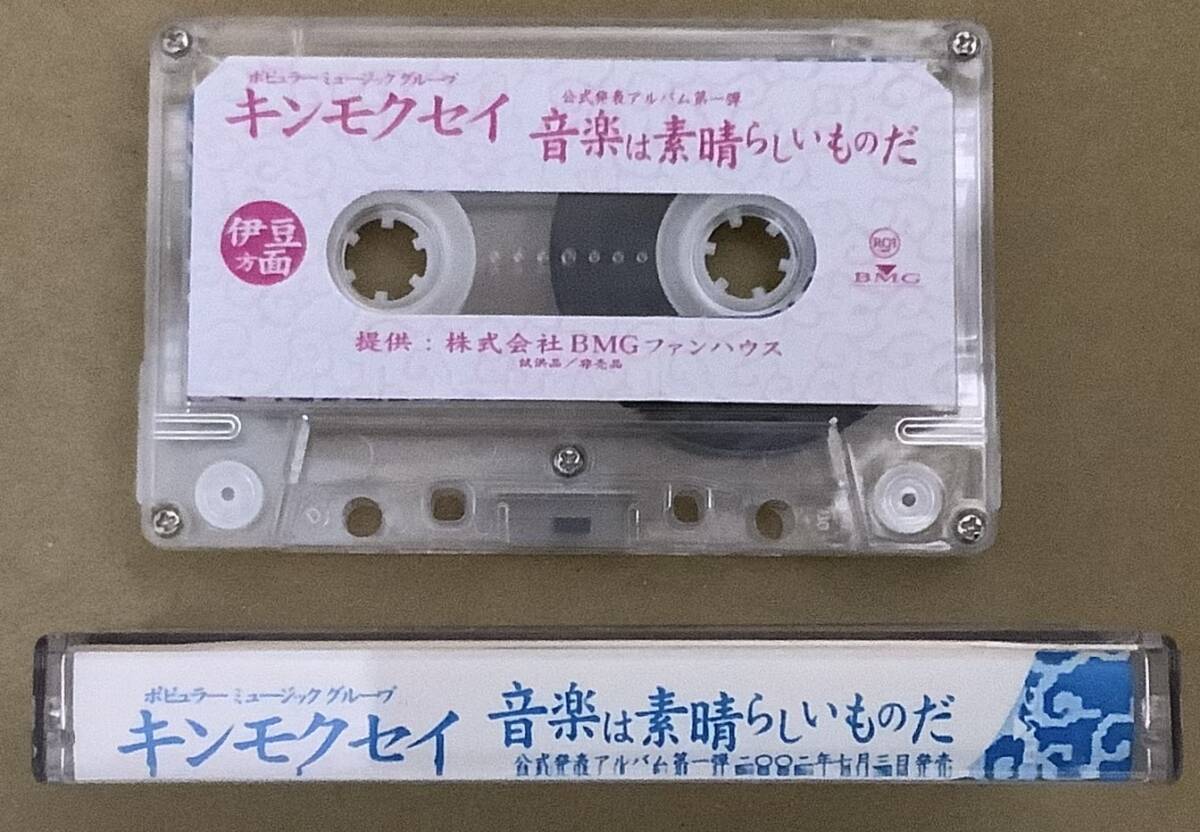 ポピュラーミュージックグループ
キンモクセイ
公式発表アルバム第一弾
音楽は素晴らしいものだ
伊豆
方面
RCA
BMG
提供：株式会社BMGファンハウス
試供品／非売品
ポピュラーミュージックグループ
キンモクセイ
音楽は素晴らしいものだ
公式発表アルバム第一弾二〇〇二年七月三日発売